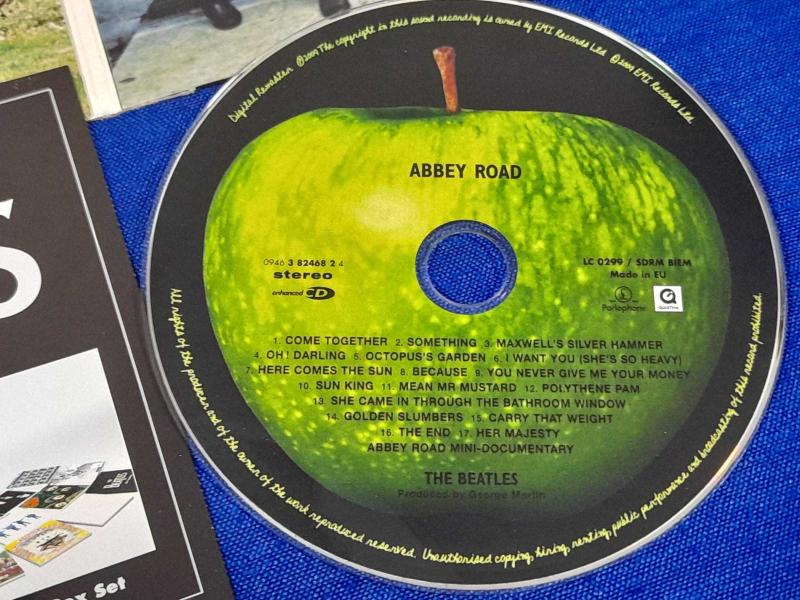 Digital Remaster ℗2009 The copyright in this sound recording is owned by EMI Records Ltd ©2009 EMI Records Ltd.
ABBEY ROAD
0946 3 82468 2 4
stereo
enhanced CD
LC 0299 / SDRM BIEM
Made in EU
Parlophone
QuickTime
1. COME TOGETHER 2. SOMETHING 3. MAXWELL'S SILVER HAMMER
4. OH! DARLING 5. OCTOPUS'S GARDEN 6. I WANT YOU (SHE'S SO HEAVY)
7. HERE COMES THE SUN 8. BECAUSE 9. YOU NEVER GIVE ME YOUR MONEY
10. SUN KING 11. MEAN MR MUSTARD 12. POLYTHENE PAM
13. SHE CAME IN THROUGH THE BATHROOM WINDOW
14. GOLDEN SLUMBERS 15. CARRY THAT WEIGHT
16. THE END 17. HER MAJESTY
ABBEY ROAD MINI-DOCUMENTARY
THE BEATLES
Produced by George Martin
All rights of the producer and of the owner of the work reproduced reserved. Unauthorised copying, hiring, renting, public performance and broadcasting of this record prohibited.
S
Box Set